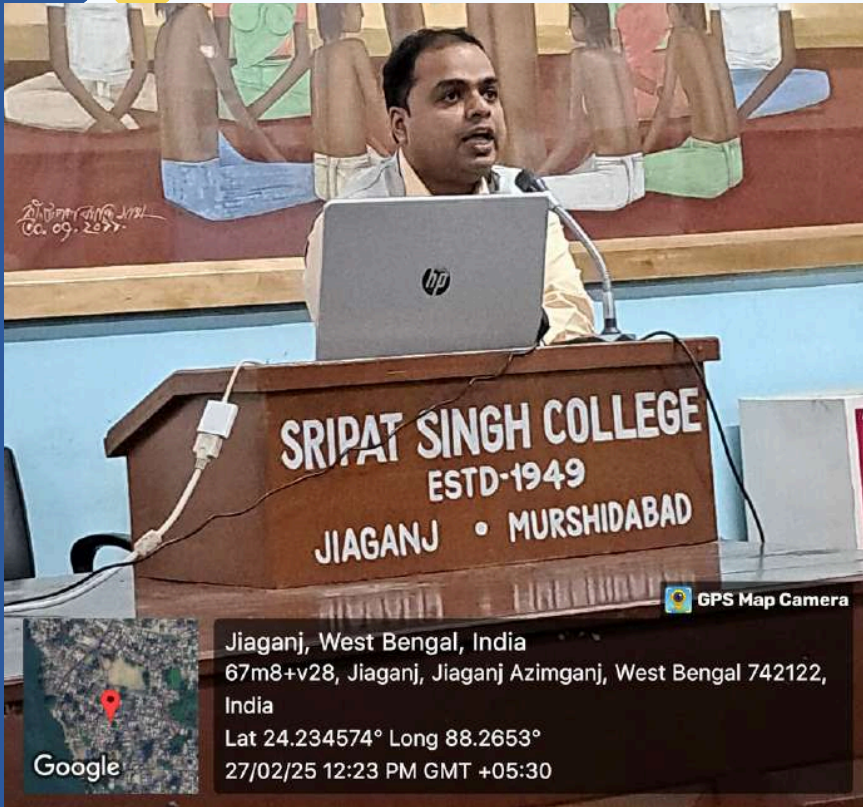 hp
SRIPAT SINGH COLLEGE
ESTD-1949
JIAGANJ • MURSHIDABAD
GPS Map Camera
Jiaganj, West Bengal, India
67m8+v28, Jiaganj, Jiaganj Azimganj, West Bengal 742122,
India
Lat 24.234574° Long 88.2653°
27/02/25 12:23 PM GMT +05:30
Google